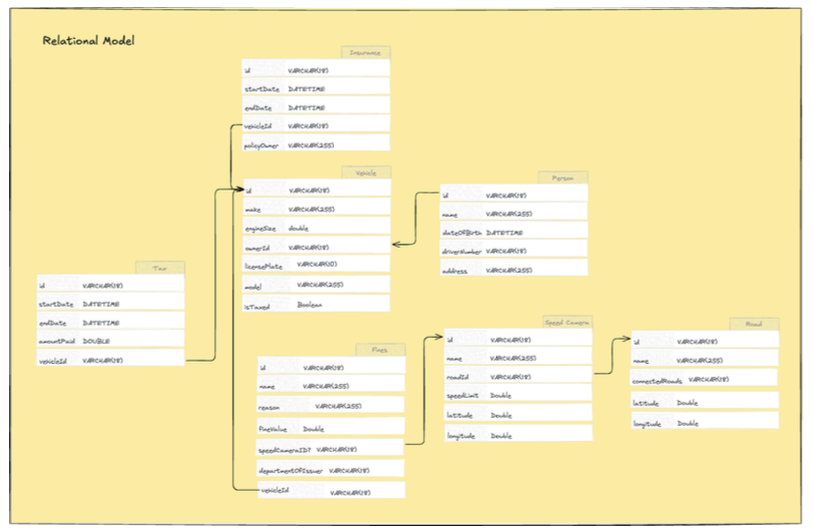 Relational Model
Insurance
id VARCHAR(18)
startDate DATETIME
endDate DATETIME
vehicleId VARCHAR(18)
policyOwner VARCHAR(255)
Vehicle
id VARCHAR(18)
make VARCHAR(255)
engineSize double
ownerId VARCHAR(18)
licensePlate VARCHAR(10)
model VARCHAR(255)
isTaxed Boolean
Person
id VARCHAR(18)
name VARCHAR(255)
dateOfBirth DATETIME
driverNumber VARCHAR(18)
address VARCHAR(255)
Tax
id VARCHAR(18)
startDate DATETIME
endDate DATETIME
amountPaid DOUBLE
vehicleId VARCHAR(18)
Fines
id VARCHAR(18)
name VARCHAR(255)
reason VARCHAR(255)
fineValue Double
speedCameraID? VARCHAR(18)
departmentOfIssuer VARCHAR(18)
vehicleId VARCHAR(18)
Speed Camera
id VARCHAR(18)
name VARCHAR(255)
roadId VARCHAR(18)
speedLimit Double
latitude Double
longitude Double
Road
id VARCHAR(18)
name VARCHAR(255)
connectedRoads VARCHAR(18)
latitude Double
longitude Double